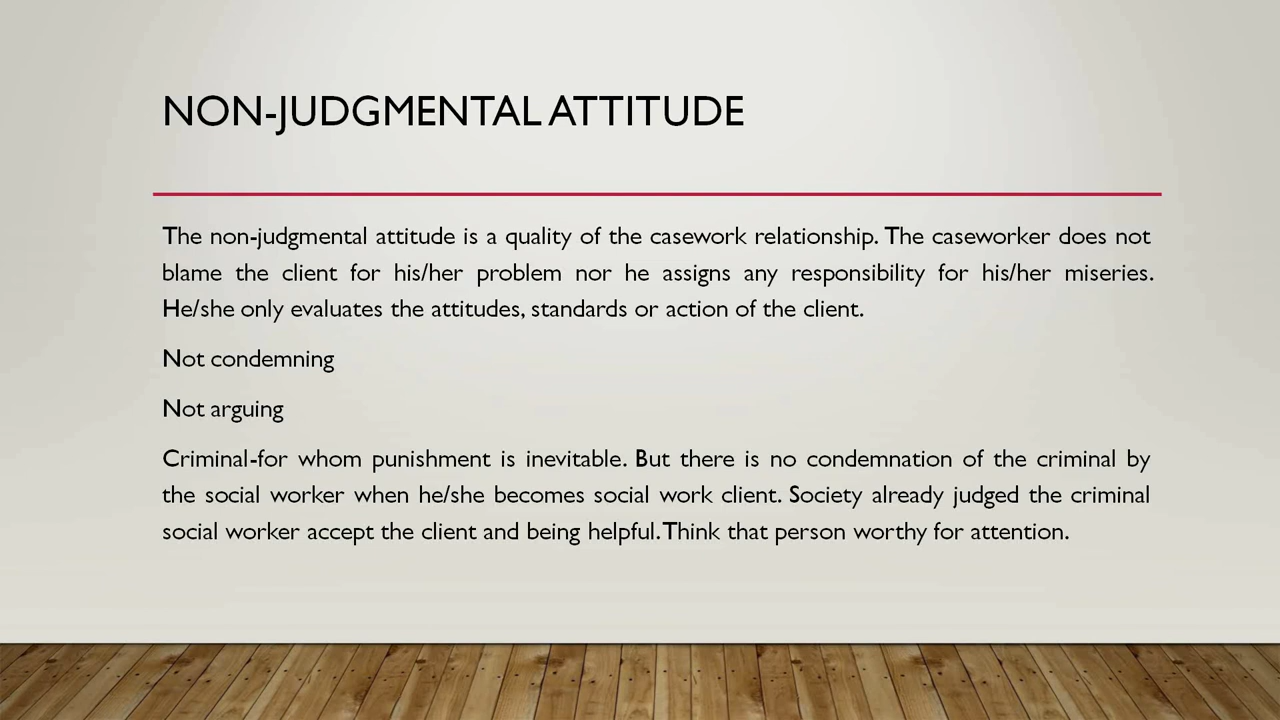 NON-JUDGMENTAL ATTITUDE
The non-judgmental attitude is a quality of the casework relationship. The caseworker does not
blame the client for his/her problem nor he assigns any responsibility for his/her miseries.
He/she only evaluates the attitudes, standards or action of the client.
Not condemning
Not arguing
Criminal-for whom punishment is inevitable. But there is no condemnation of the criminal by
the social worker when he/she becomes social work client. Society already judged the criminal
social worker accept the client and being helpful. Think that person worthy for attention.